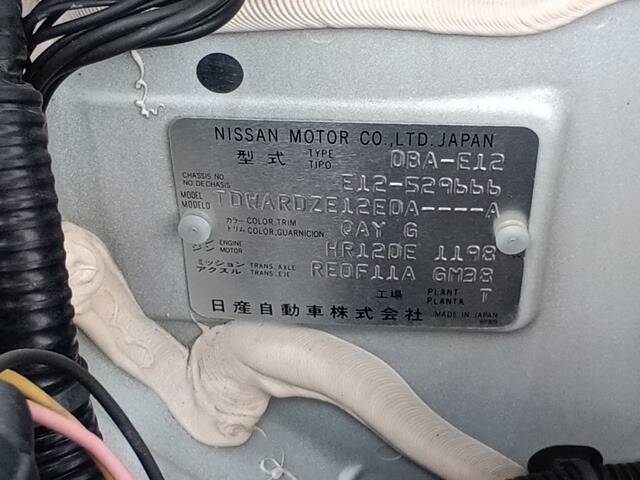 NISSAN MOTOR CO.,LTD. JAPAN
型式 TYPE TIPO DBA-E12
CHASSIS NO NO.DECHASIS E12-529666
MODEL MODELO TDWARDZE12EDA----A
カラー COLOR,TRIM
トリム COLOR,GUARNICION QAY G
エンジン ENGINE MOTOR HR12DE 1198
ミッション TRANS.AXLE
アクスル TRANS.EJE RE0F11A GM38
工場 PLANT PLANTA T
日産自動車株式会社 MADE IN JAPAN